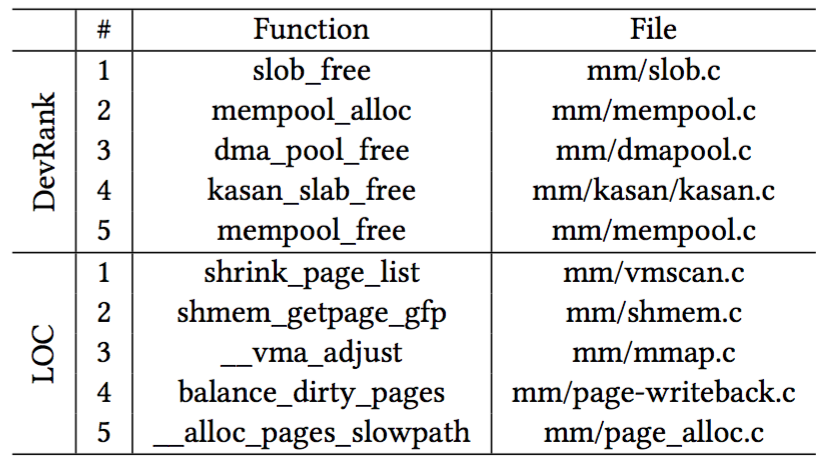 # Function File
DevRank
1 slob_free mm/slob.c
2 mempool_alloc mm/mempool.c
3 dma_pool_free mm/dmapool.c
4 kasan_slab_free mm/kasan/kasan.c
5 mempool_free mm/mempool.c
LOC
1 shrink_page_list mm/vmscan.c
2 shmem_getpage_gfp mm/shmem.c
3 __vma_adjust mm/mmap.c
4 balance_dirty_pages mm/page-writeback.c
5 __alloc_pages_slowpath mm/page_alloc.c